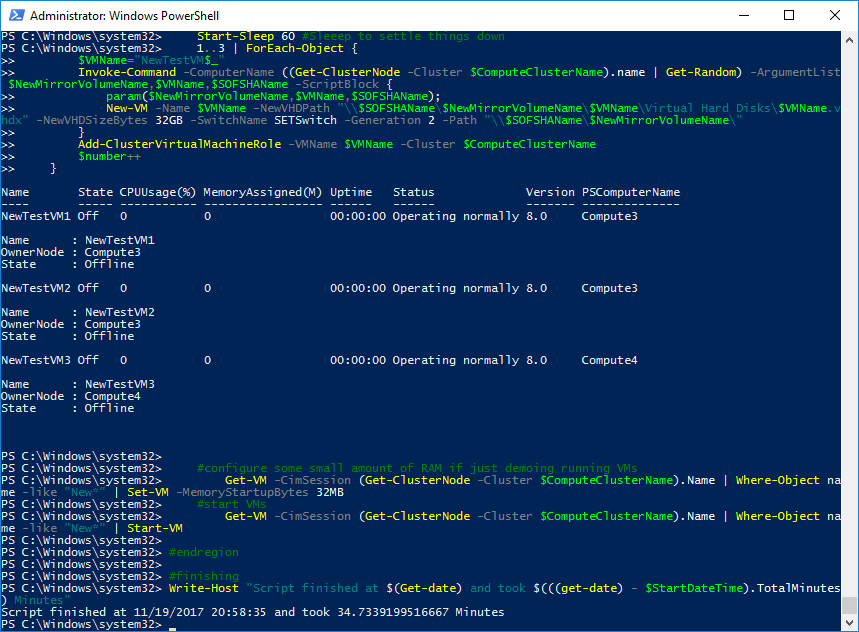 Administrator: Windows PowerShell
PS C:\Windows\system32>     Start-Sleep 60 #Sleeep to settle things down
PS C:\Windows\system32>     1..3 | ForEach-Object {
>>         $VMName="NewTestVM$_"
>>         Invoke-Command -ComputerName ((Get-ClusterNode -Cluster $ComputeClusterName).name | Get-Random) -ArgumentList
 $NewMirrorVolumeName,$VMName,$SOFSHAName -ScriptBlock {
>>             param($NewMirrorVolumeName,$VMName,$SOFSHAName);
>>             New-VM -Name $VMName -NewVHDPath "\\$SOFSHAName\$NewMirrorVolumeName\$VMName\Virtual Hard Disks\$VMName.v
hdx" -NewVHDSizeBytes 32GB -SwitchName SETSwitch -Generation 2 -Path "\\$SOFSHAName\$NewMirrorVolumeName\"
>>         }
>>         Add-ClusterVirtualMachineRole -VMName $VMName -Cluster $ComputeClusterName
>>         $number++
>>     }
Name       State CPUUsage(%) MemoryAssigned(M) Uptime   Status             Version PSComputerName
----       ----- ----------- ----------------- ------   ------             ------- --------------
NewTestVM1 Off   0           0                 00:00:00 Operating normally 8.0     Compute3
Name      : NewTestVM1
OwnerNode : Compute3
State     : Offline
NewTestVM2 Off   0           0                 00:00:00 Operating normally 8.0     Compute3
Name      : NewTestVM2
OwnerNode : Compute3
State     : Offline
NewTestVM3 Off   0           0                 00:00:00 Operating normally 8.0     Compute4
Name      : NewTestVM3
OwnerNode : Compute4
State     : Offline
PS C:\Windows\system32>
PS C:\Windows\system32>     #configure some small amount of RAM if just demoing running VMs
PS C:\Windows\system32>         Get-VM -CimSession (Get-ClusterNode -Cluster $ComputeClusterName).Name | Where-Object na
me -like "New*" | Set-VM -MemoryStartupBytes 32MB
PS C:\Windows\system32>     #start VMs
PS C:\Windows\system32>         Get-VM -CimSession (Get-ClusterNode -Cluster $ComputeClusterName).Name | Where-Object na
me -like "New*" | Start-VM
PS C:\Windows\system32>
PS C:\Windows\system32> #endregion
PS C:\Windows\system32>
PS C:\Windows\system32> #finishing
PS C:\Windows\system32> Write-Host "Script finished at $(Get-date) and took $(((get-date) - $StartDateTime).TotalMinutes
) Minutes"
Script finished at 11/19/2017 20:58:35 and took 34.7339199516667 Minutes
PS C:\Windows\system32>